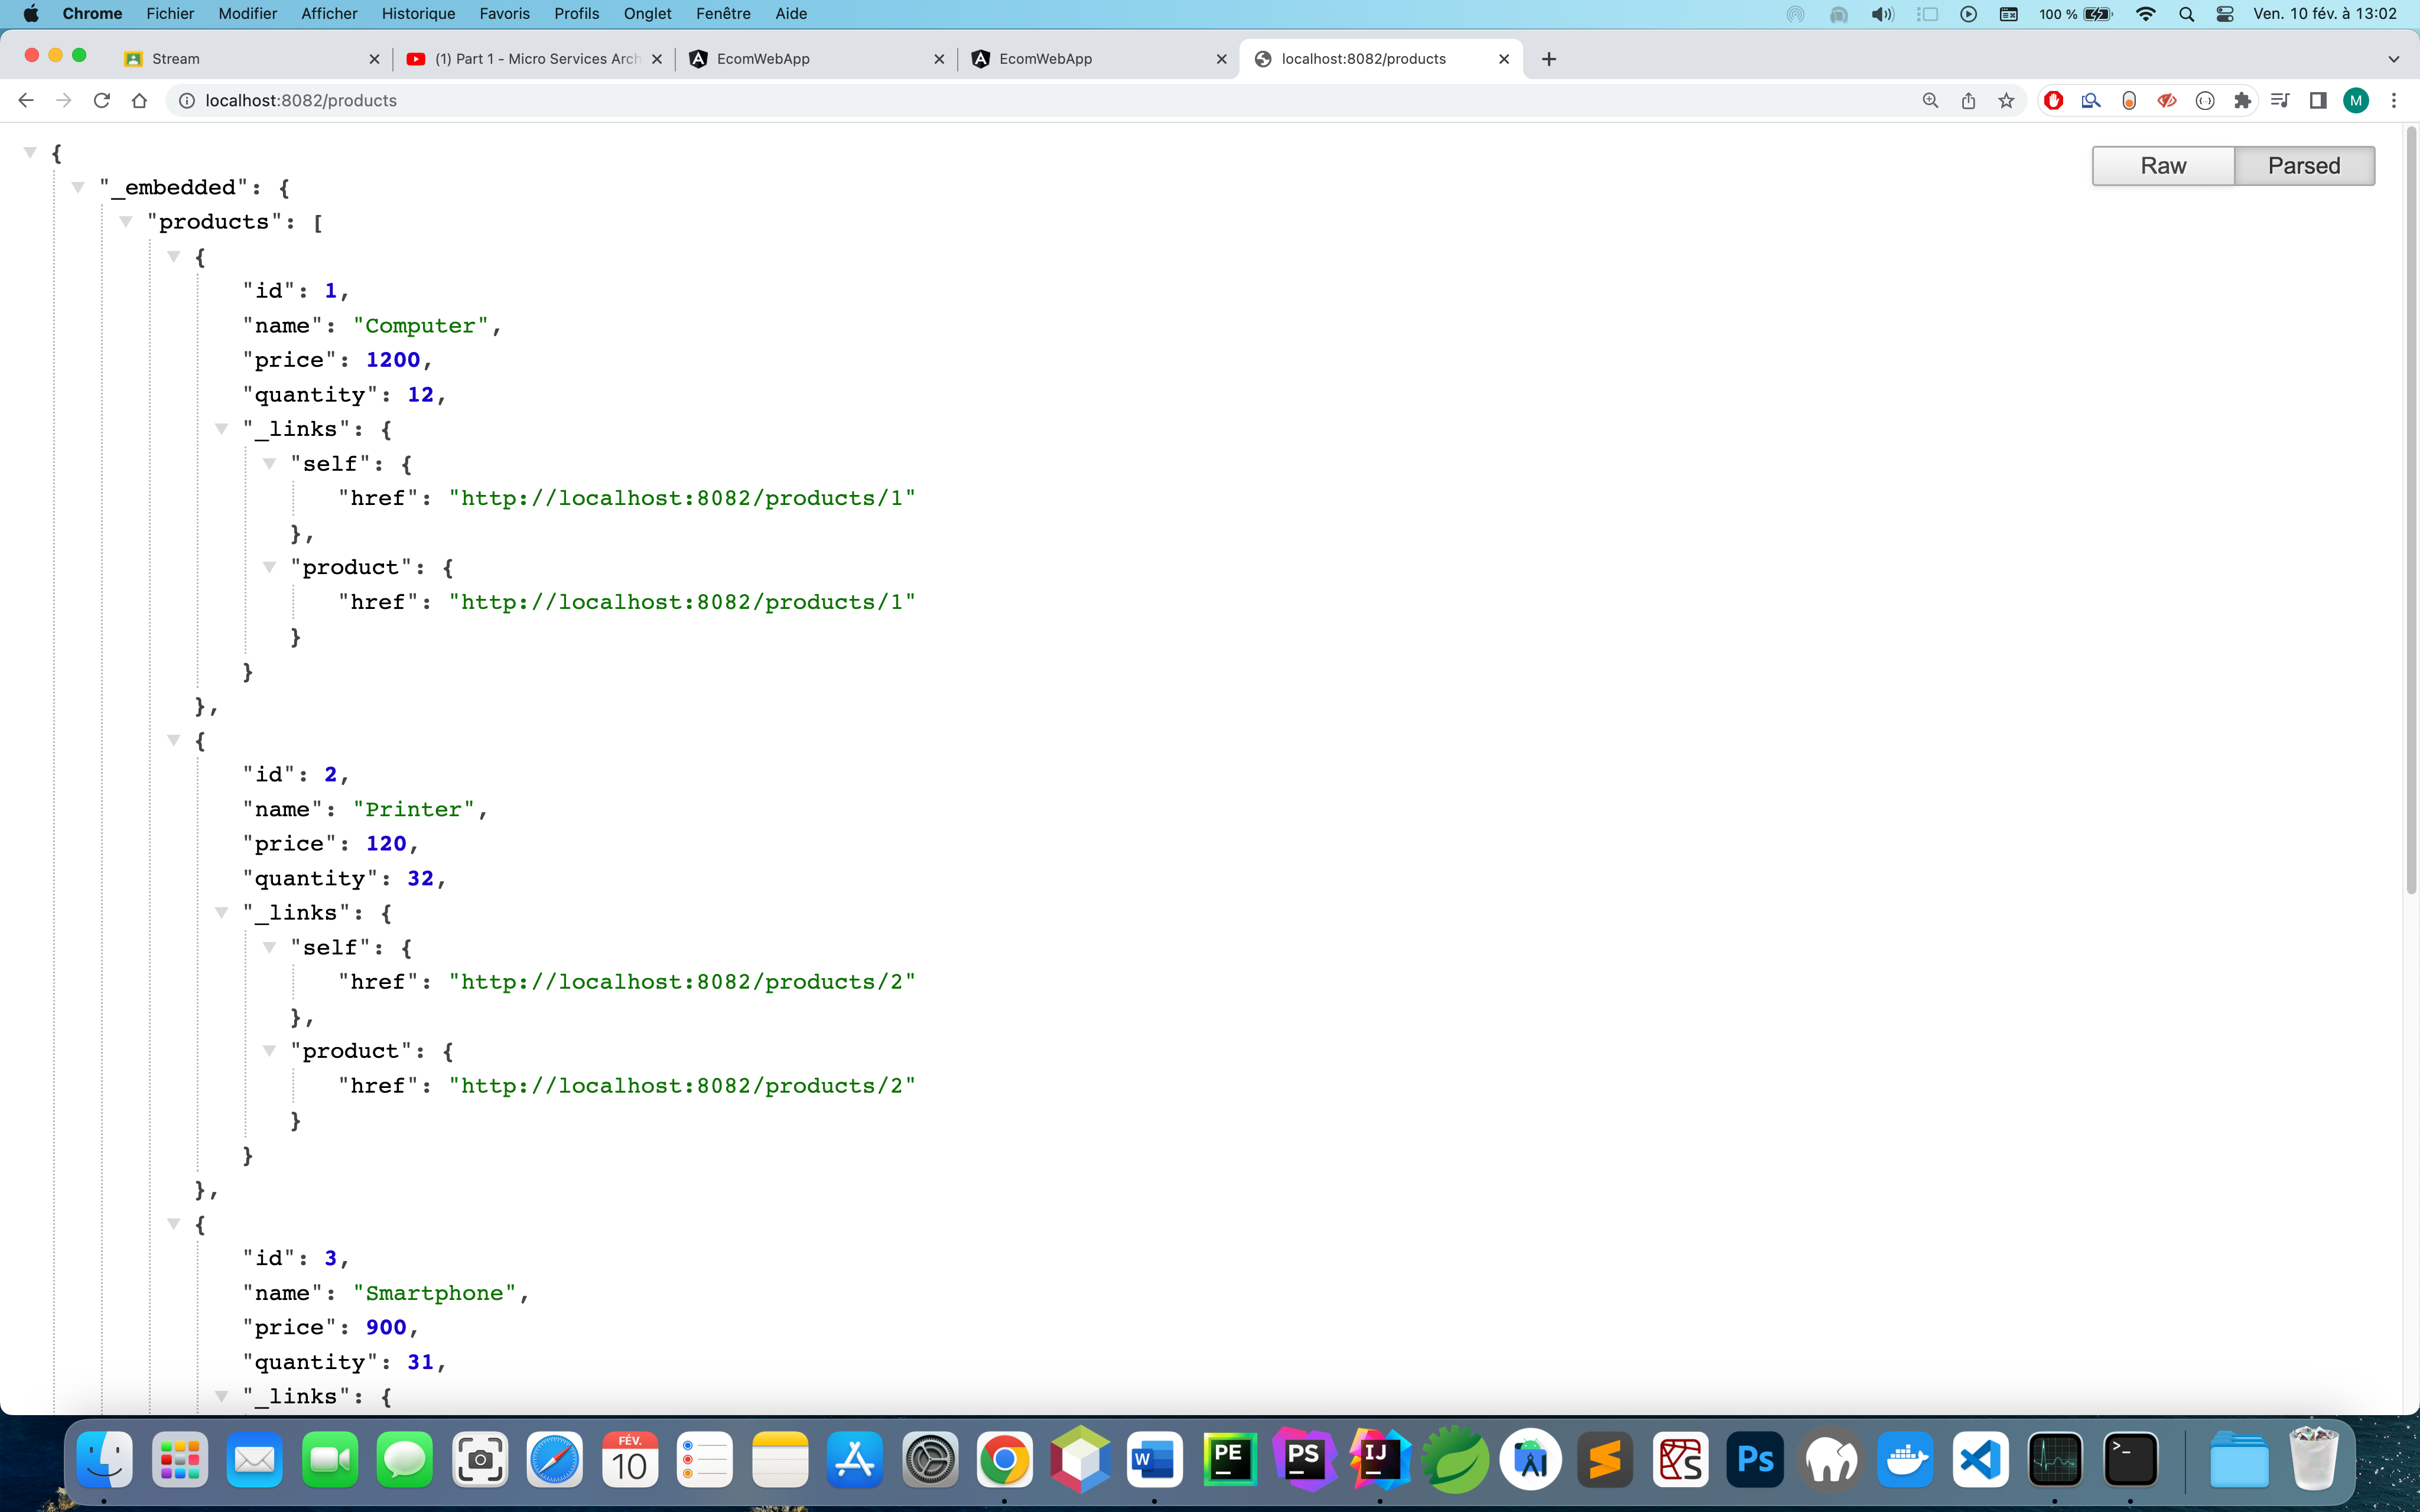 Chrome Fichier Modifier Afficher Historique Favoris Profils Onglet Fenêtre Aide 100 % Ven. 10 fév. à 13:02
Stream (1) Part 1 - Micro Services Arch EcomWebApp EcomWebApp localhost:8082/products
localhost:8082/products M
Raw Parsed
{
"_embedded": {
"products": [
{
"id": 1,
"name": "Computer",
"price": 1200,
"quantity": 12,
"_links": {
"self": {
"href": "http://localhost:8082/products/1"
},
"product": {
"href": "http://localhost:8082/products/1"
}
}
},
{
"id": 2,
"name": "Printer",
"price": 120,
"quantity": 32,
"_links": {
"self": {
"href": "http://localhost:8082/products/2"
},
"product": {
"href": "http://localhost:8082/products/2"
}
}
},
{
"id": 3,
"name": "Smartphone",
"price": 900,
"quantity": 31,
"_links": {
FÉV.
10
W PE PS IJ Ps >_